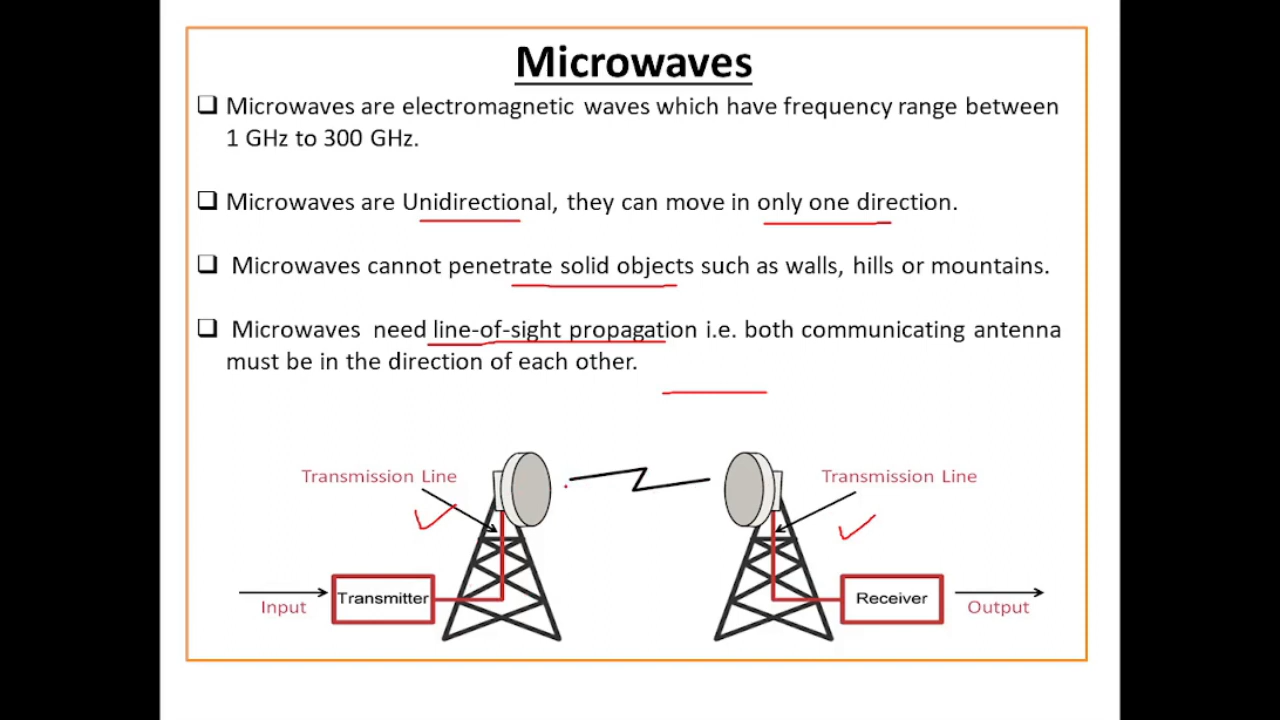 Microwaves
Microwaves are electromagnetic waves which have frequency range between
1 GHz to 300 GHz.
Microwaves are Unidirectional, they can move in only one direction.
Microwaves cannot penetrate solid objects such as walls, hills or mountains.
Microwaves need line-of-sight propagation i.e. both communicating antenna
must be in the direction of each other.
Transmission Line
Transmission Line
Input
Transmitter
Receiver
Output